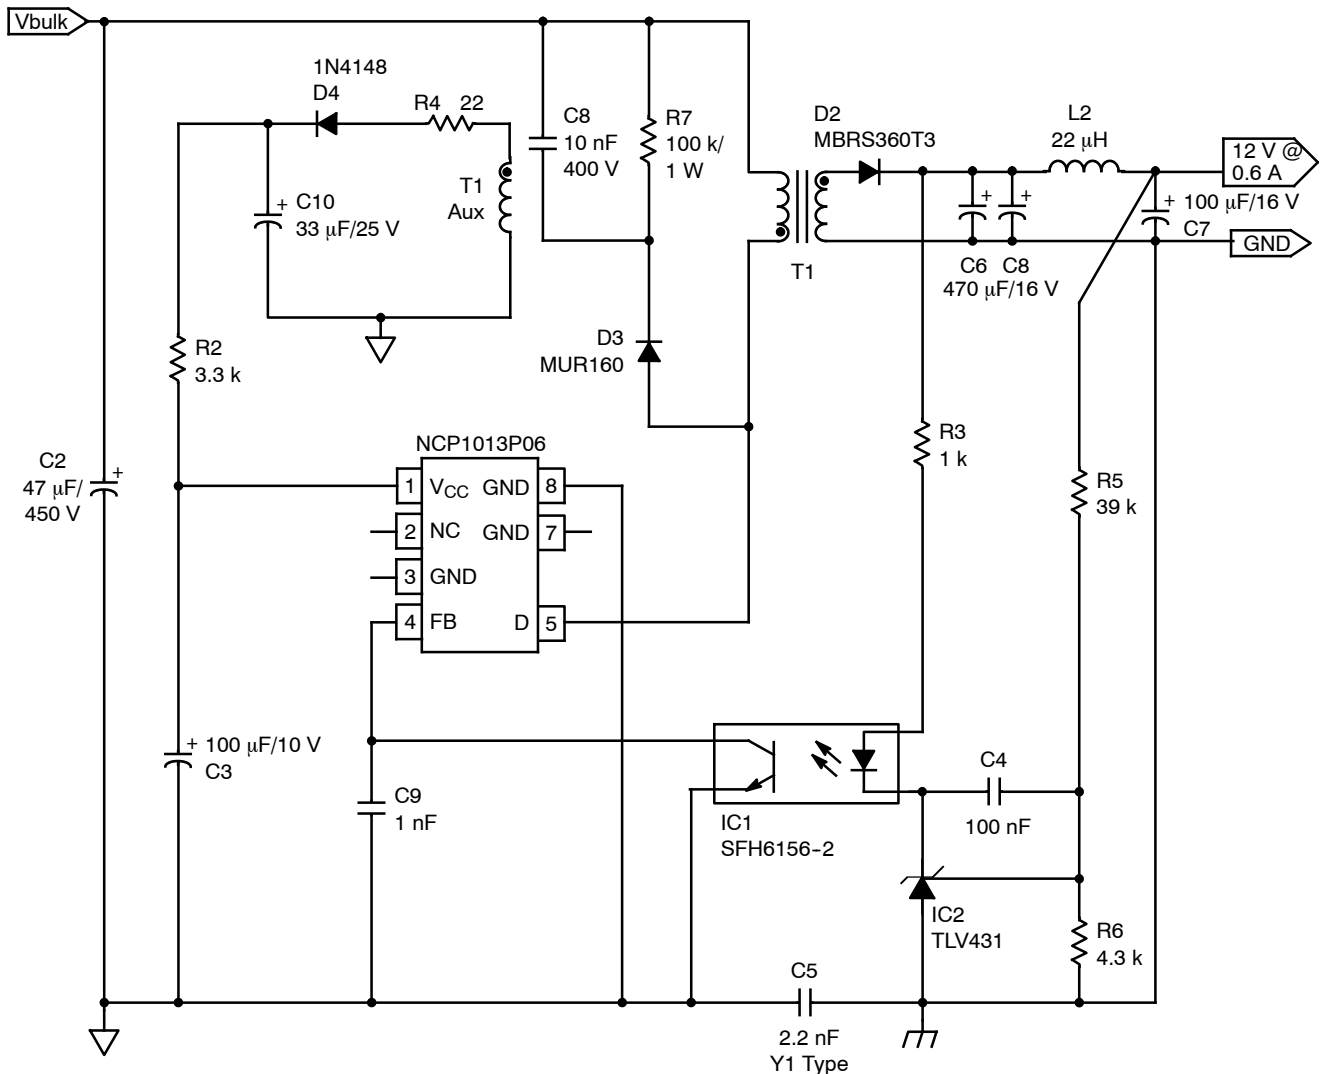 Vbulk
1N4148
D4
R4 22
C8
10 nF
400 V
R7
100 k/
1 W
D2
MBRS360T3
L2
22 μH
12 V @
0.6 A
T1
Aux
C10
33 μF/25 V
+
+
+
+ 100 μF/16 V
C7
GND
T1
C6 C8
470 μF/16 V
R2
3.3 k
D3
MUR160
NCP1013P06
R3
1 k
C2
47 μF/
450 V
+
1 VCC GND 8
2 NC GND 7
3 GND
4 FB D 5
R5
39 k
+ 100 μF/10 V
C3
C9
1 nF
IC1
SFH6156-2
C4
100 nF
IC2
TLV431
R6
4.3 k
C5
2.2 nF
Y1 Type